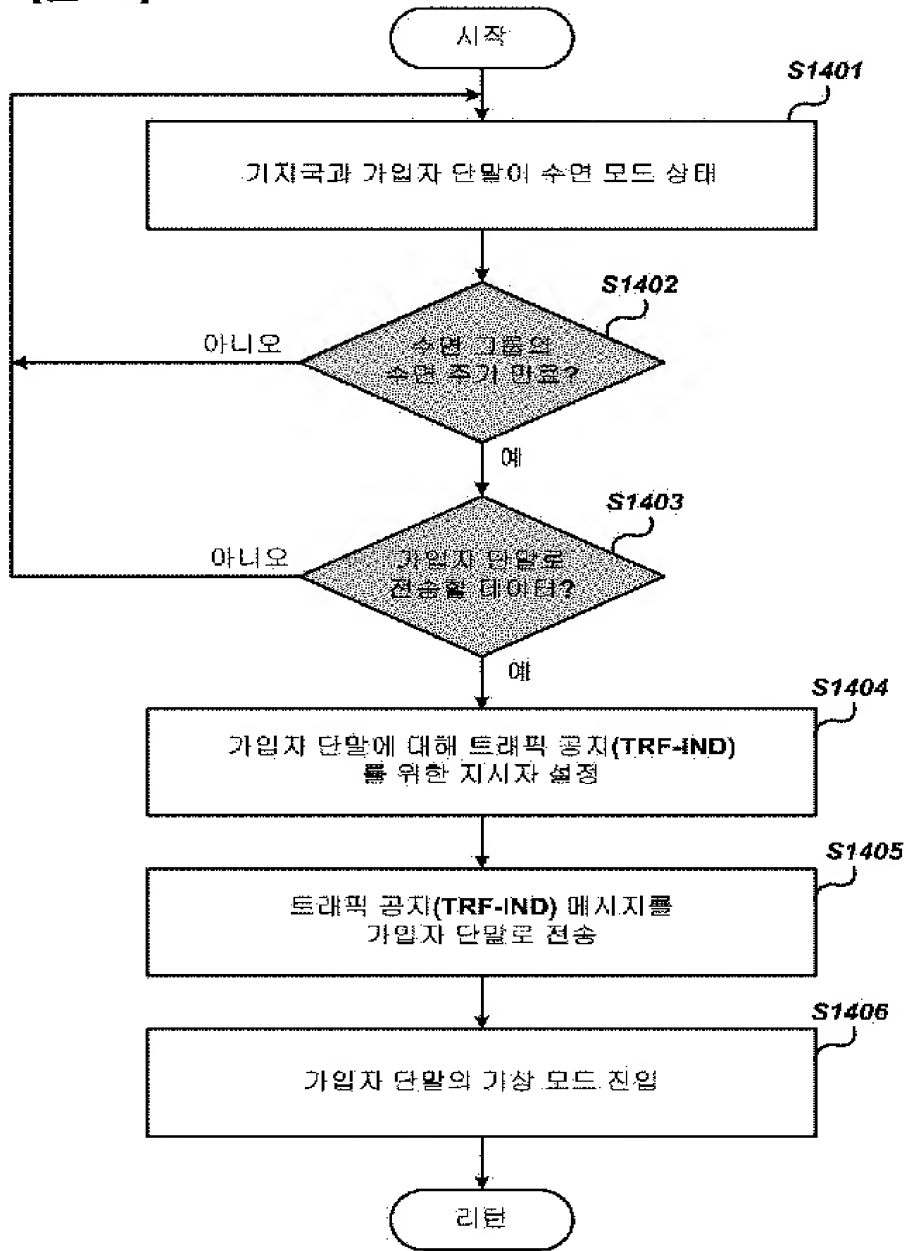 시작
S1401
기지국과 가입자 단말이 수면 모드 상태
S1402
아니오
수면 그룹의
수면 주기 만료?
예
S1403
아니오
가입자 단말로
전송할 데이터?
예
S1404
가입자 단말에 대해 트래픽 공지(TRF-IND)
를 위한 지시자 설정
S1405
트래픽 공지(TRF-IND) 메시지를
가입자 단말로 전송
S1406
가입자 단말의 기상 모드 진입
리턴